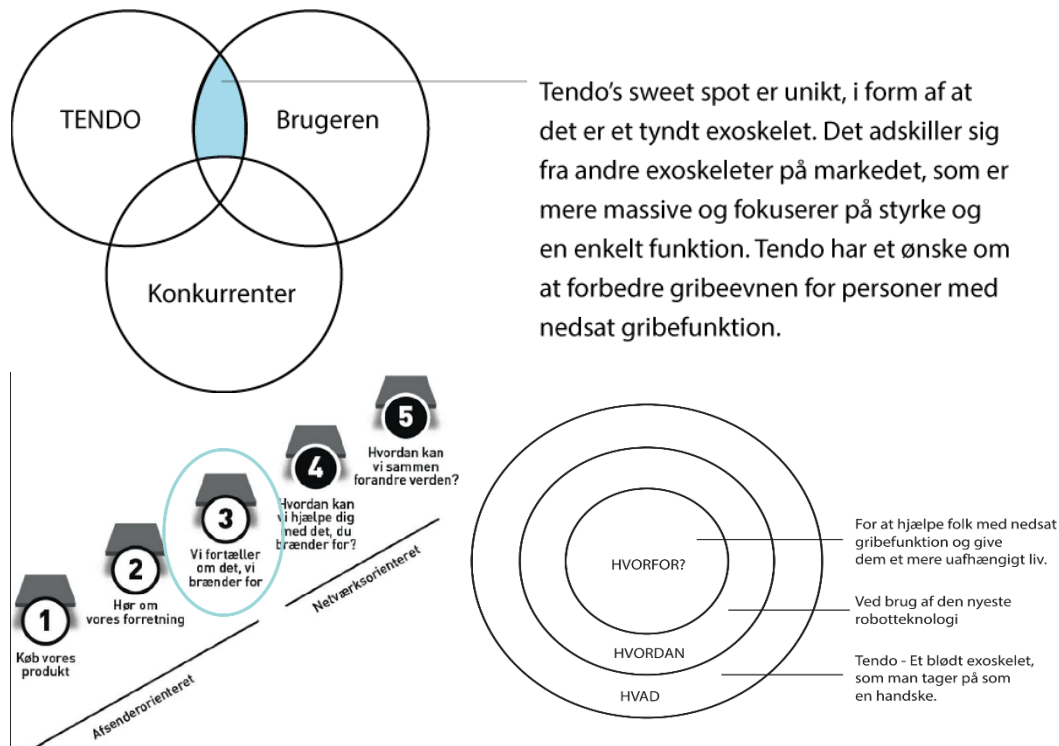 TENDO
Brugeren
Konkurrenter
Tendo's sweet spot er unikt, i form af at
det er et tyndt exoskelet. Det adskiller sig
fra andre exoskeleter på markedet, som er
mere massive og fokuserer på styrke og
en enkelt funktion. Tendo har et ønske om
at forbedre gribeevnen for personer med
nedsat gribefunktion.
1
Køb vores
produkt
2
Hør om
vores forretning
3
Vi fortæller
om det, vi
brænder for
4
Hvordan kan
vi hjælpe dig
med det, du
brænder for?
5
Hvordan kan
vi sammen
forandre verden?
Afsenderorienteret
Netværksorienteret
HVORFOR?
HVORDAN
HVAD
For at hjælpe folk med nedsat
gribefunktion og give
dem et mere uafhængigt liv.
Ved brug af den nyeste
robotteknologi
Tendo - Et blødt exoskelet,
som man tager på som
en handske.